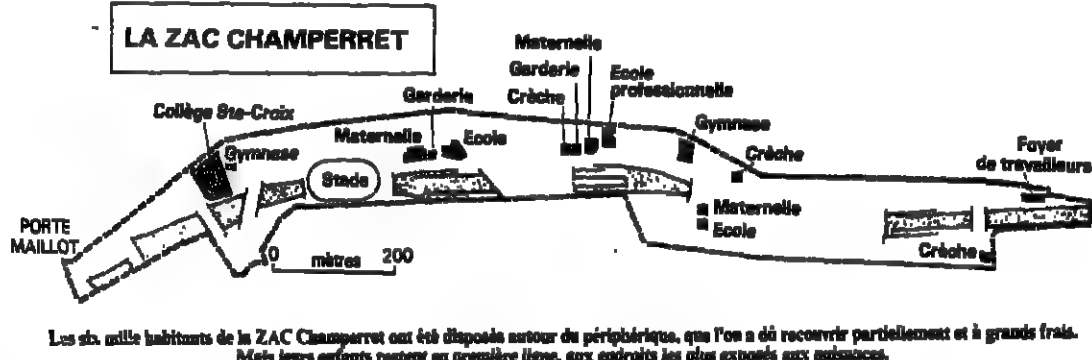 LA ZAC CHAMPERRET
Maternelle
Garderie
Crèche
Ecole
professionnelle
Garderie
Collège Ste-Croix
Maternelle
Ecole
Gymnase
Gymnase
Crèche
Foyer
de travailleurs
Stade
PORTE
MAILLOT
Maternelle
Ecole
Crèche
0 mètres 200
Les six mille habitants de la ZAC Champerret ont été disposés autour du périphérique, que l'on a dû recouvrir partiellement et à grands frais.
Mais leurs enfants restent en première ligne, aux endroits les plus exposés aux nuisances.